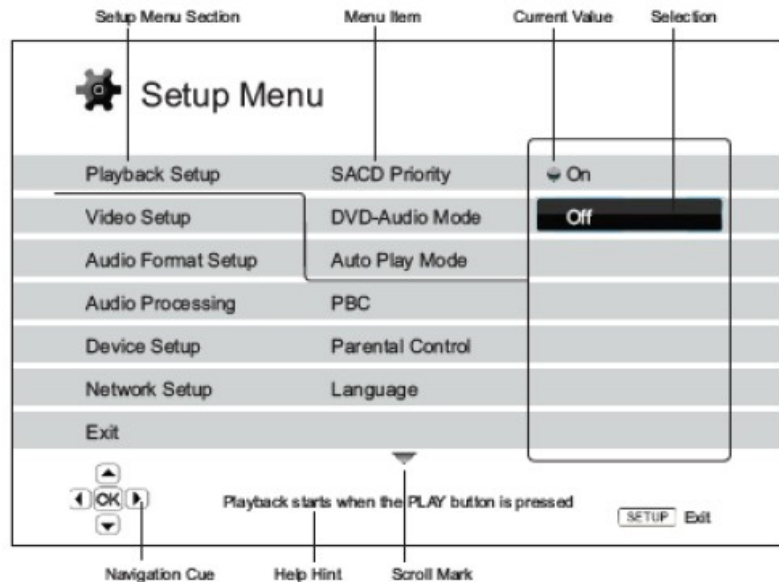 Setup Menu Section Menu Item Current Value Selection
Setup Menu
Playback Setup SACD Priority On
Video Setup DVD-Audio Mode Off
Audio Format Setup Auto Play Mode
Audio Processing PBC
Device Setup Parental Control
Network Setup Language
Exit
OK Playback starts when the PLAY button is pressed SETUP Exit
Navigation Cue Help Hint Scroll Mark